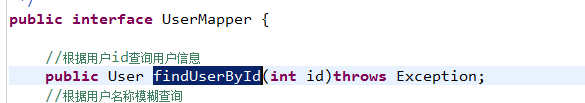 */
public interface UserMapper {
//根据用户id查询用户信息
public User findUserById(int id)throws Exception;
//根据用户名称模糊查询